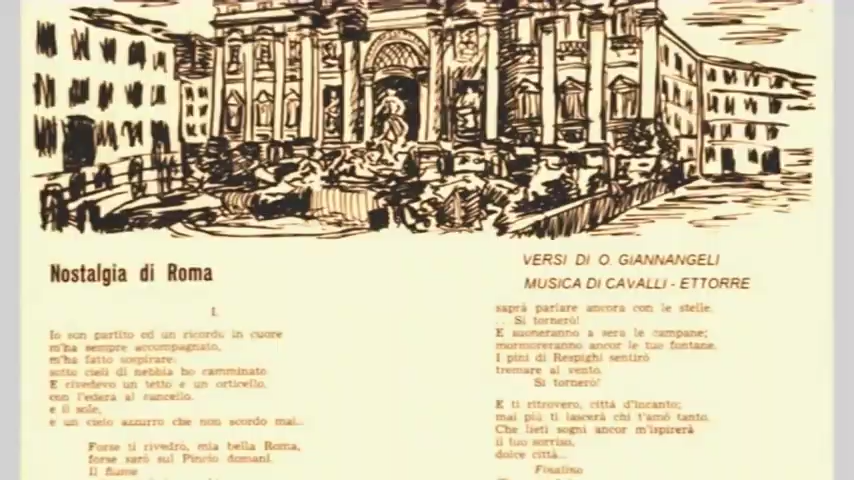 Nostalgia di Roma
VERSI DI O. GIANNANGELI
MUSICA DI CAVALLI - ETTORRE
I.
Io son partito ed un ricordo in cuore
m'ha sempre accompagnato,
m'ha fatto sospirare:
sotto cieli di nebbia ho camminato.
E rivedevo un tetto e un orticello,
con l'edera al cancello,
e il sole,
e un cielo azzurro che non scordo mai...
Forse ti rivedrò, mia bella Roma,
forse sarò sul Pincio domani.
Il fiume
saprà parlare ancora con le stelle.
...Si tornerò!
E suoneranno a sera le campane;
mormoreranno ancor le tue fontane.
I pini di Respighi sentirò
tremare al vento.
Si tornerò!
E ti ritroverò, città d'incanto;
mai più ti lascerà chi t'amò tanto.
Che lieti sogni ancor m'ispirerà
il tuo sorriso,
dolce città...
Finalino